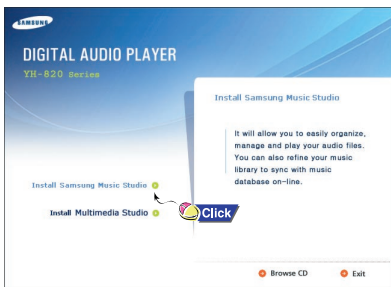 SAMSUNG
DIGITAL AUDIO PLAYER
YH-820 Series
Install Samsung Music Studio
It will allow you to easily organize,
manage and play your audio files.
You can also refine your music
library to sync with music
database on-line.
Install Samsung Music Studio
Install Multimedia Studio
Click
Browse CD
Exit